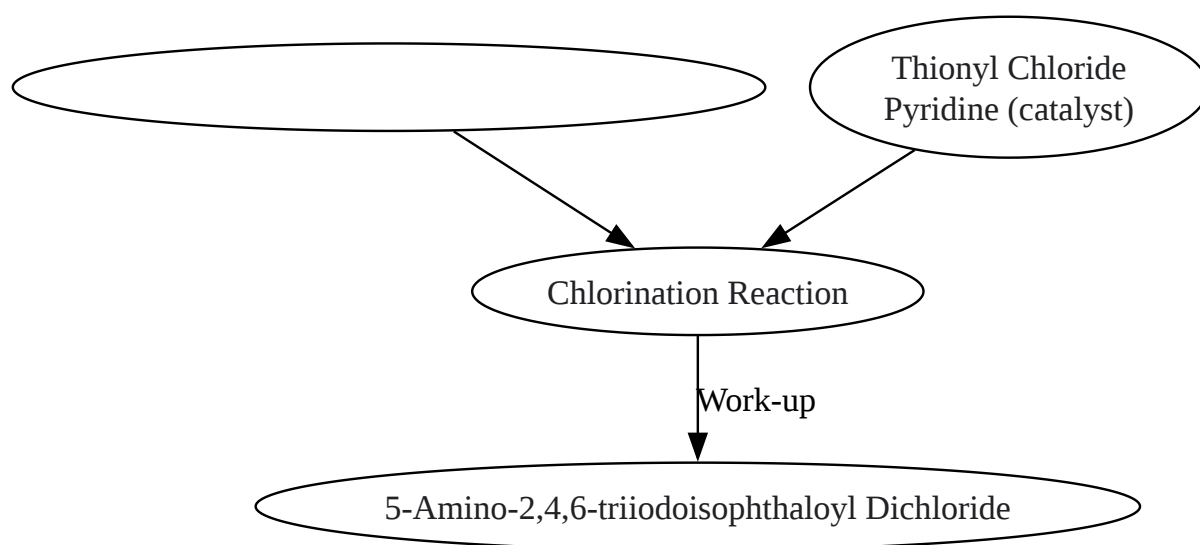 Thionyl Chloride
Pyridine (catalyst)
Chlorination Reaction
Work-up
5-Amino-2,4,6-triiodoisophthaloyl Dichloride